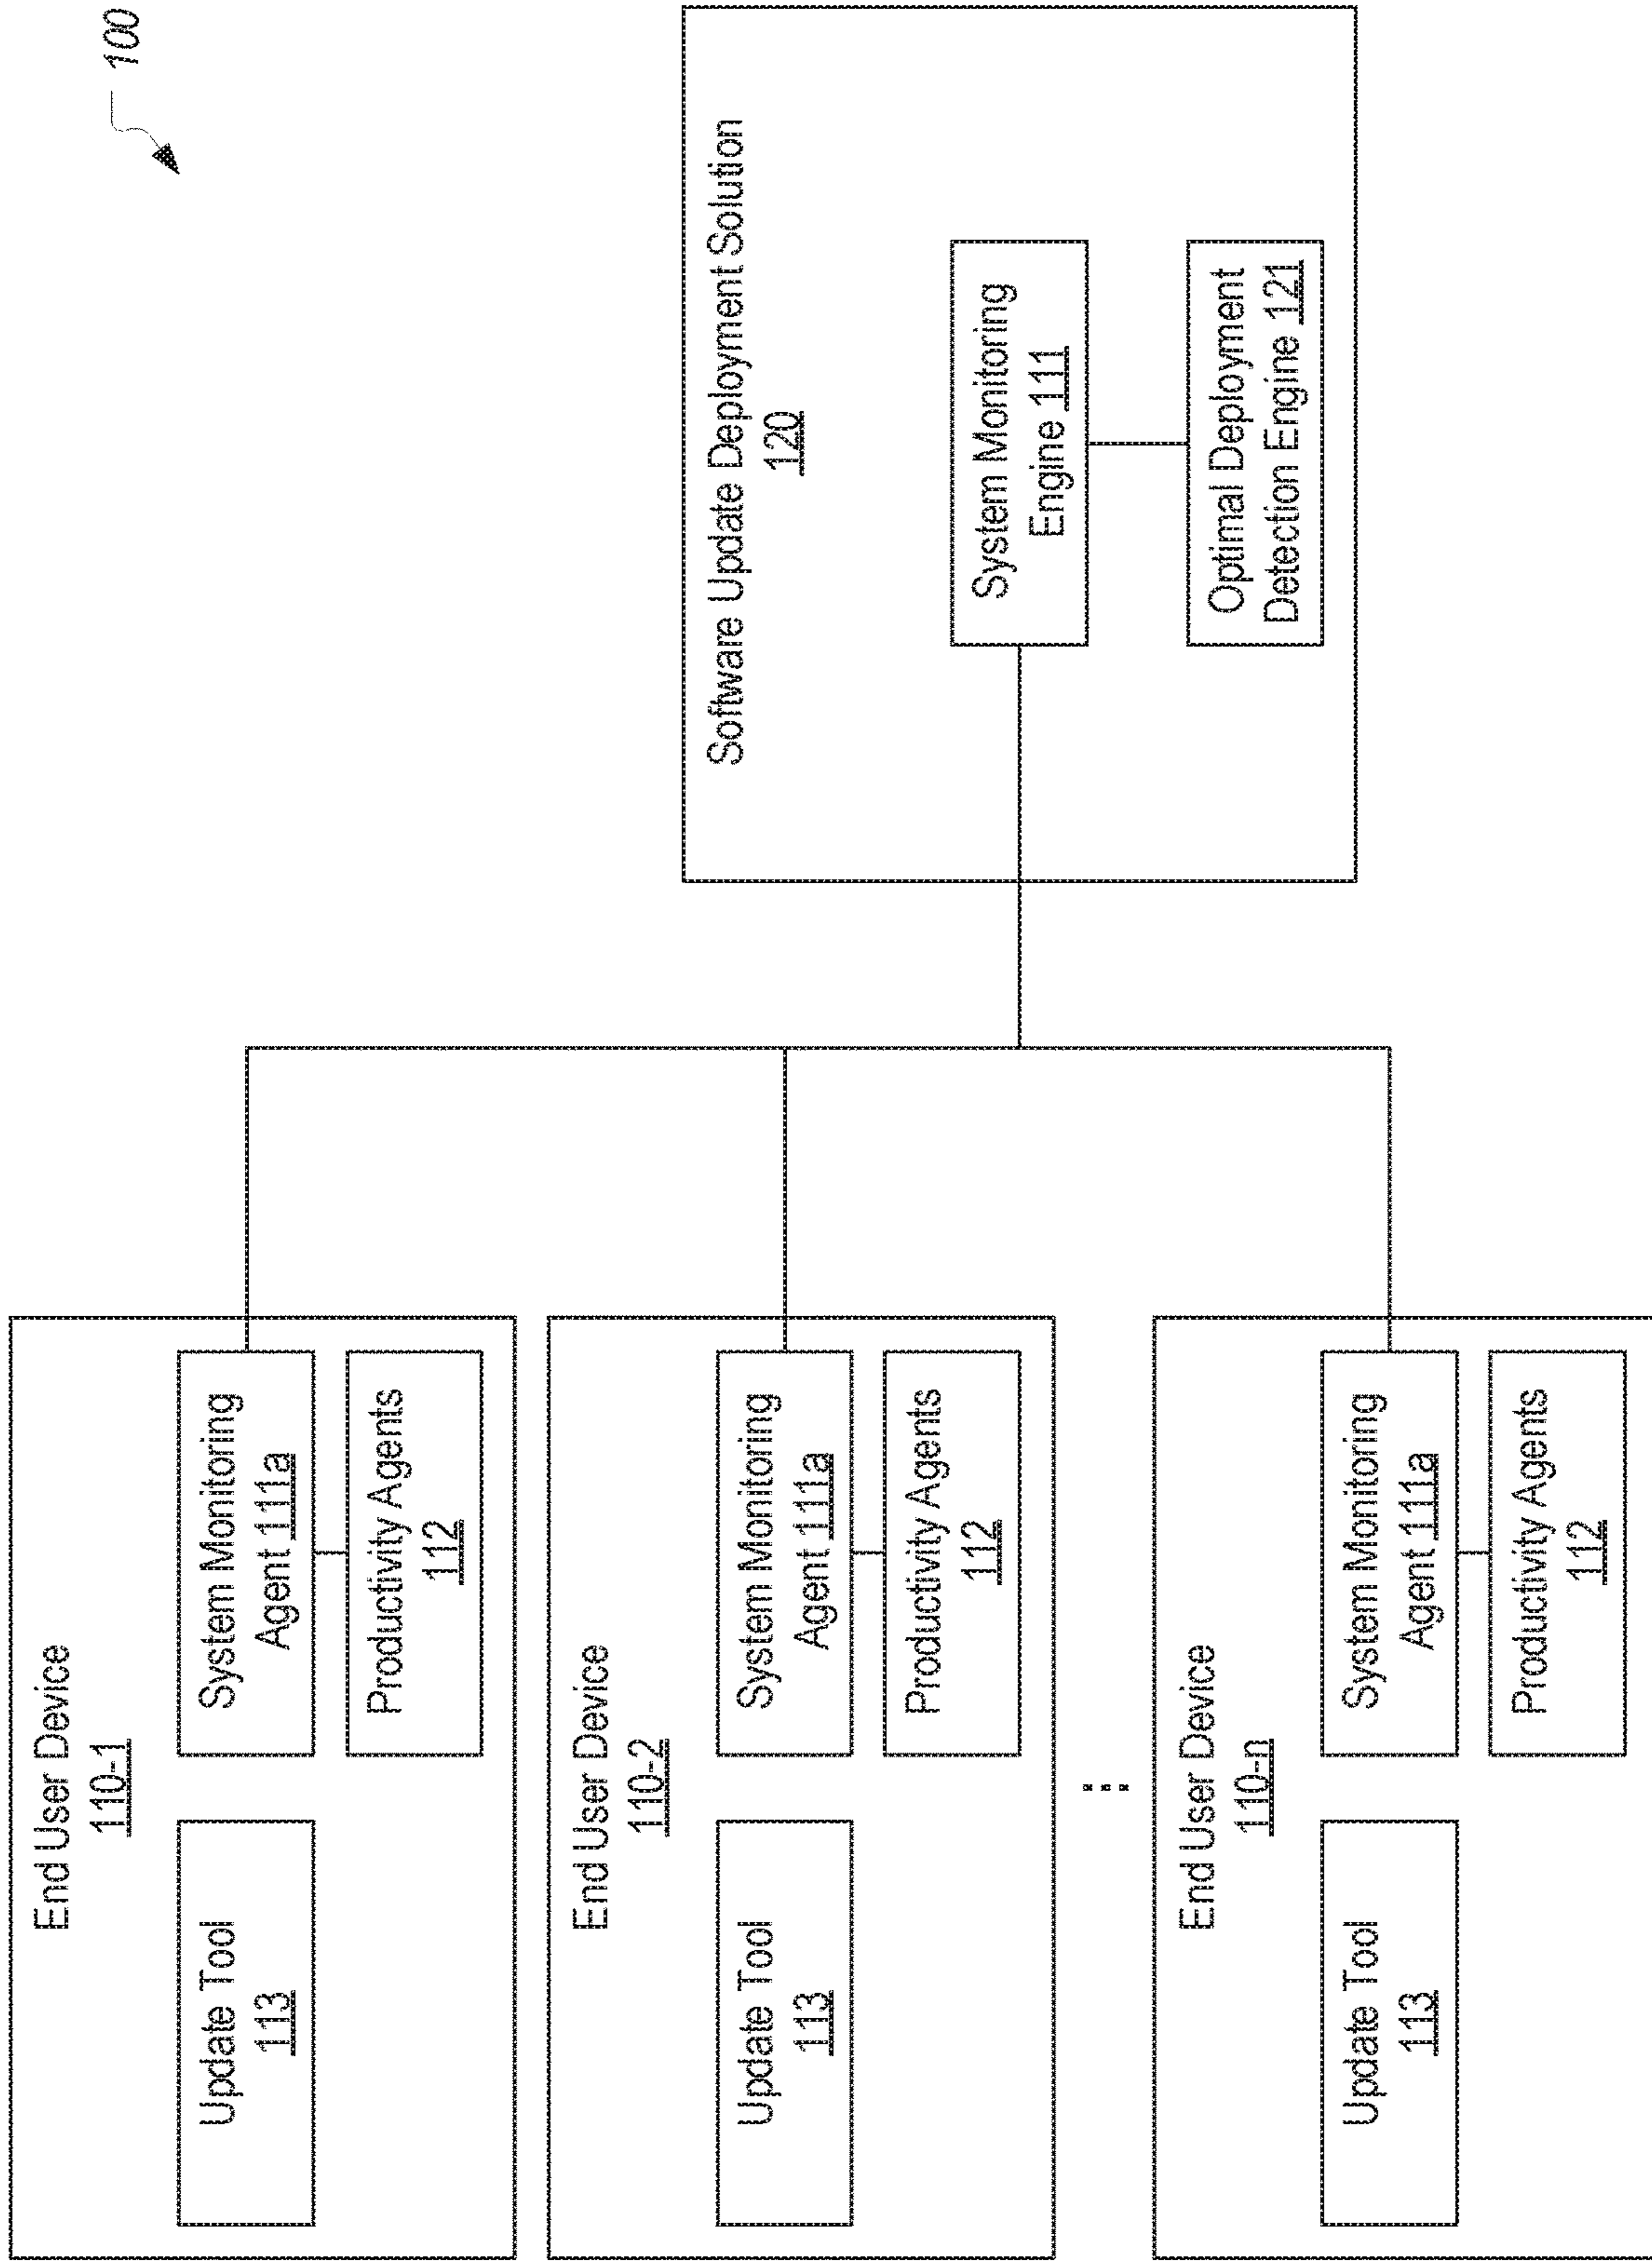 100
End User Device
110-1
Update Tool
113
System Monitoring
Agent 111a
Productivity Agents
112
End User Device
110-2
Update Tool
113
System Monitoring
Agent 111a
Productivity Agents
112
...
End User Device
110-n
Update Tool
113
System Monitoring
Agent 111a
Productivity Agents
112
Software Update Deployment Solution
120
System Monitoring
Engine 111
Optimal Deployment
Detection Engine 121